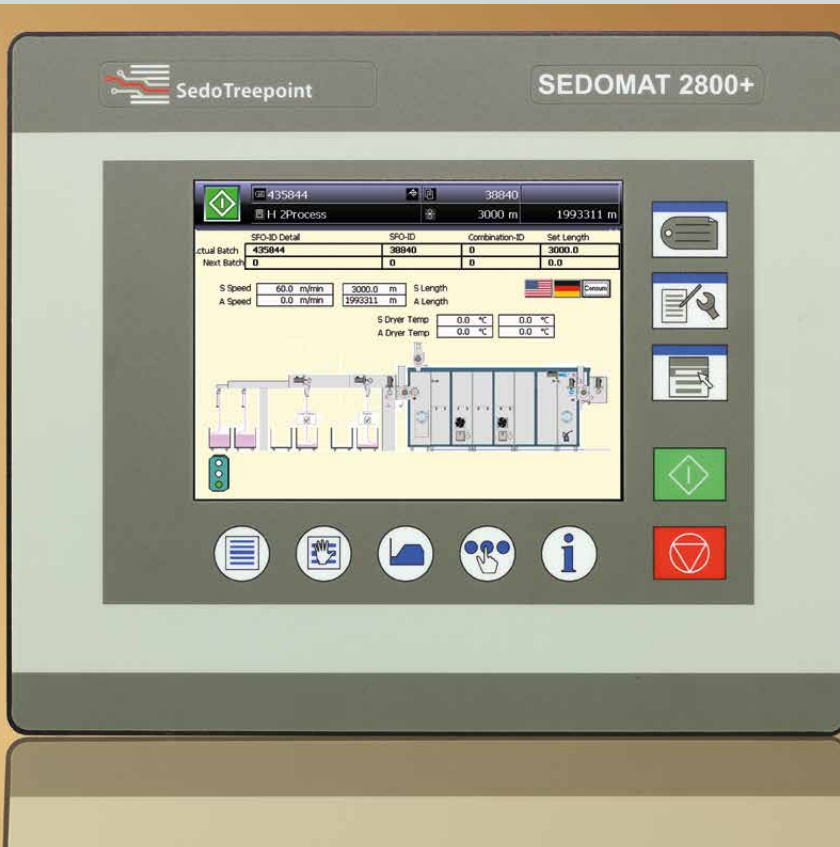 SedoTreepoint
SEDOMAT 2800+
435844 38840
H 2Process 3000 m 1993311 m
SFO-ID Detail SFO-ID Combination-ID Set Length
.ctual Batch 435844 38840 0 3000.0
Next Batch 0 0 0 0.0
S Speed 60.0 m/min 3000.0 m S Length
A Speed 0.0 m/min 1993311 m A Length
Consum
S Dryer Temp 0.0 °C 0.0 °C
A Dryer Temp 0.0 °C 0.0 °C